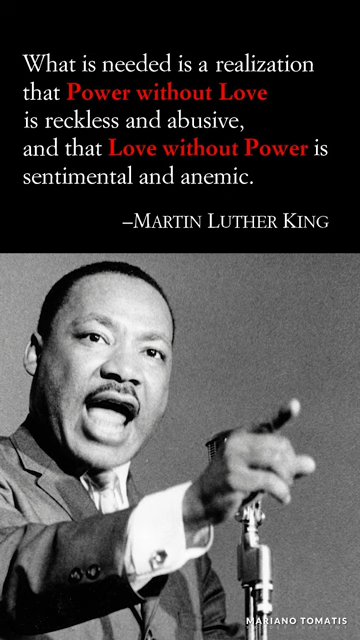 What is needed is a realization
that Power without Love
is reckless and abusive,
and that Love without Power is
sentimental and anemic.
–MARTIN LUTHER KING
MARIANO TOMATIS